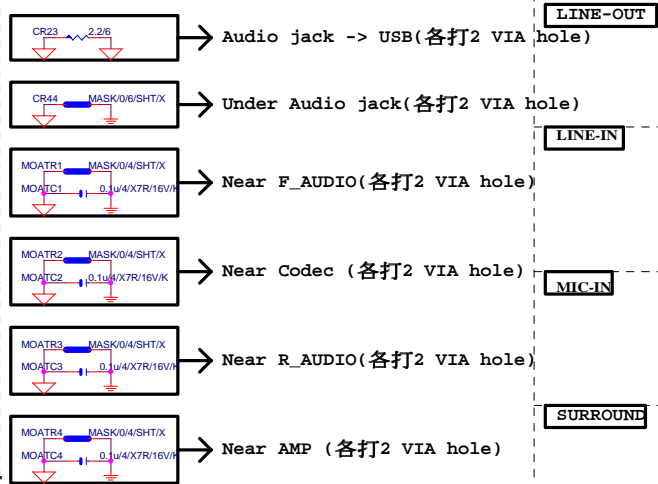 LINE-OUT
CR23 2.2/6
Audio jack -> USB(各打2 VIA hole)
CR44 MASK/0/6/SHT/X
Under Audio jack(各打2 VIA hole)
LINE-IN
MOATR1 MASK/0/4/SHT/X
MOATC1 0.1u/4/X7R/16V/K
Near F_AUDIO(各打2 VIA hole)
MOATR2 MASK/0/4/SHT/X
MOATC2 0.1u/4/X7R/16V/K
Near Codec (各打2 VIA hole)
MIC-IN
MOATR3 MASK/0/4/SHT/X
MOATC3 0.1u/4/X7R/16V/K
Near R_AUDIO(各打2 VIA hole)
SURROUND
MOATR4 MASK/0/4/SHT/X
MOATC4 0.1u/4/X7R/16V/K
Near AMP (各打2 VIA hole)